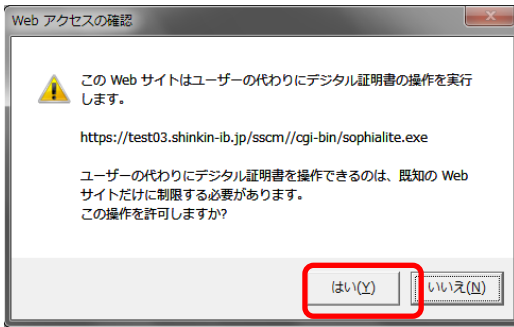 Web アクセスの確認
この Web サイトはユーザーの代わりにデジタル証明書の操作を実行
します。
https://test03.shinkin-ib.jp/sscm//cgi-bin/sophialite.exe
ユーザーの代わりにデジタル証明書を操作できるのは、既知の Web
サイトだけに制限する必要があります。
この操作を許可しますか?
はい(Y) いいえ(N)